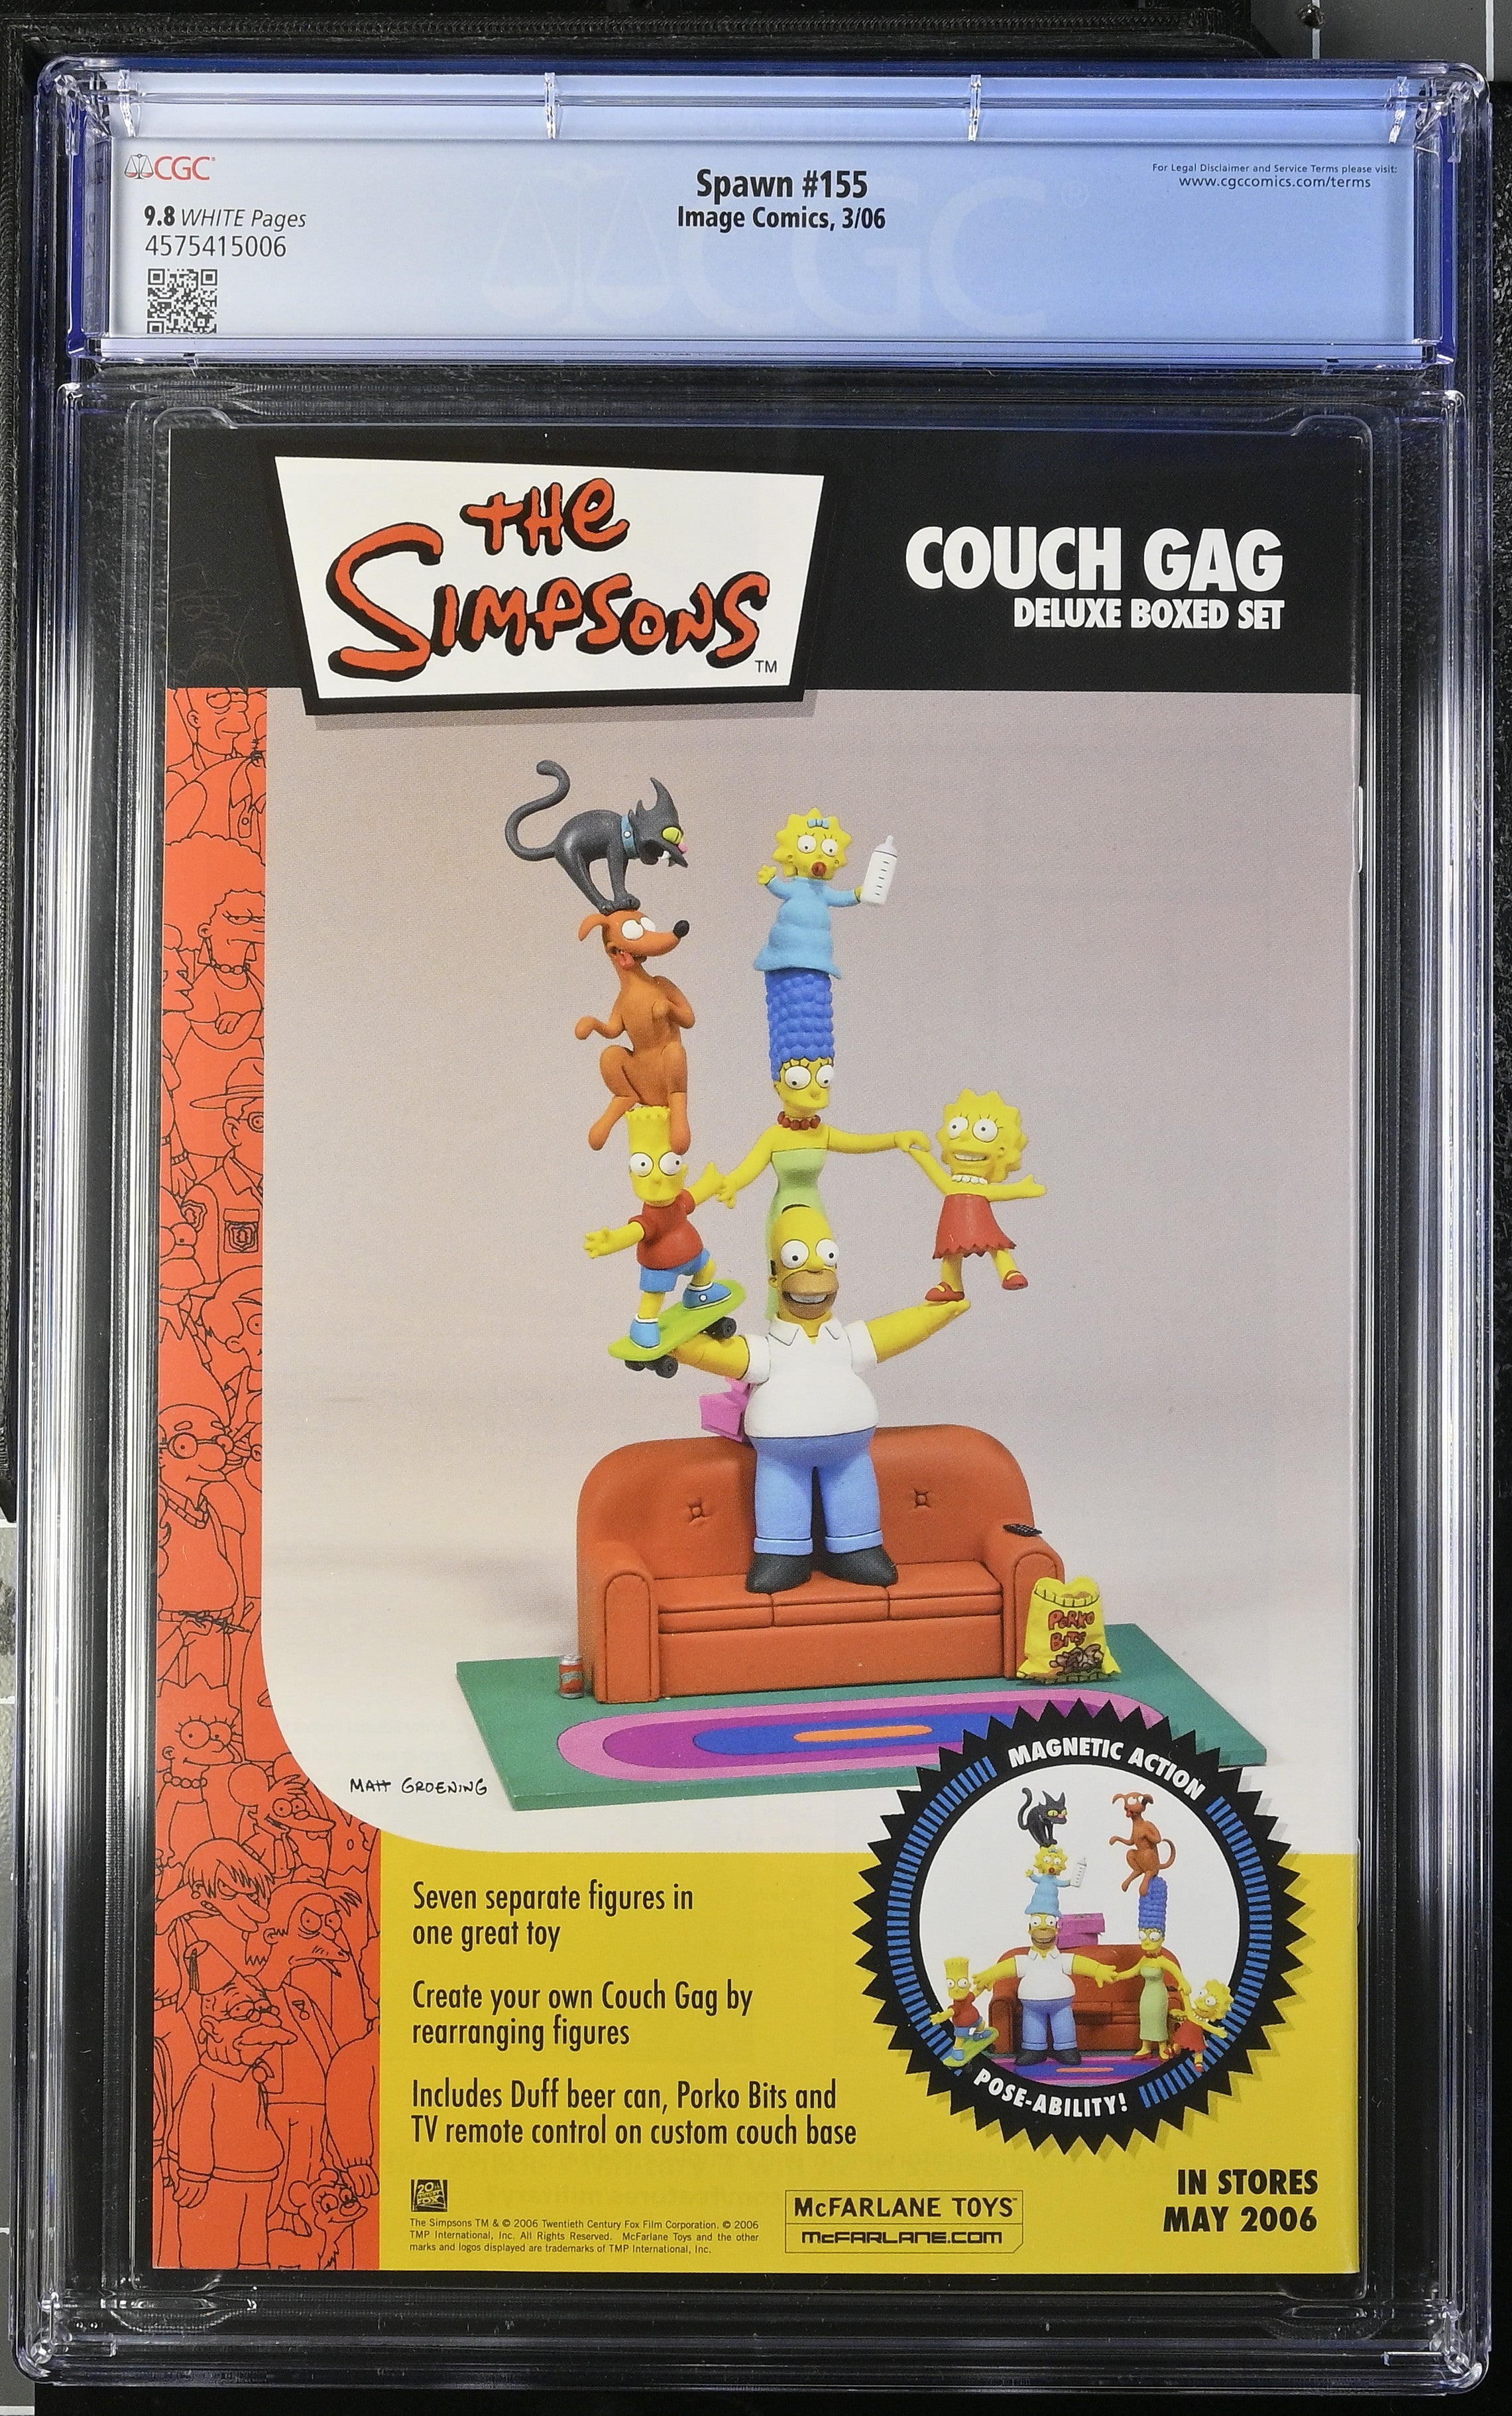 CGC
9.8 WHITE Pages
4575415006
Spawn #155
Image Comics, 3/06
For Legal Disclaimer and Service Terms please visit:
www.cgccomics.com/terms
CGC
THE
SIMPSONS
TM
COUCH GAG
DELUXE BOXED SET
PORKO
BITS
MATT GROENING
MAGNETIC ACTION
POSE-ABILITY!
Seven separate figures in
one great toy
Create your own Couch Gag by
rearranging figures
Includes Duff beer can, Porko Bits and
TV remote control on custom couch base
20th
CENTURY
FOX
The Simpsons TM & © 2006 Twentieth Century Fox Film Corporation. © 2006
TMP International, Inc. All Rights Reserved. McFarlane Toys and the other
marks and logos displayed are trademarks of TMP International, Inc.
McFARLANE TOYS™
McFARLANE.COM
IN STORES
MAY 2006